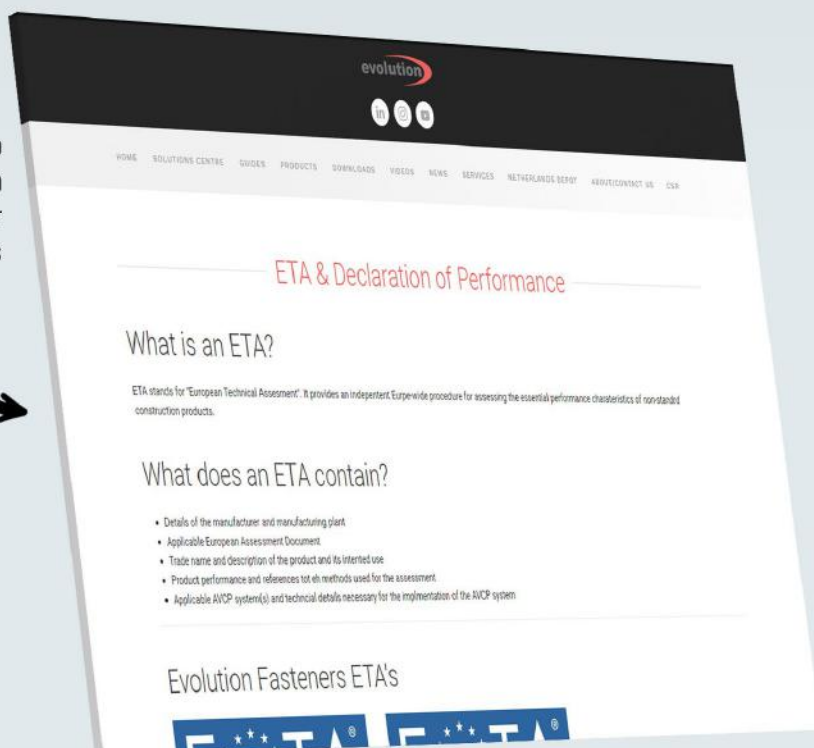 evolution
in
HOME SOLUTIONS CENTRE GUIDES PRODUCTS DOWNLOADS VIDEOS NEWS SERVICES NETHERLANDS DEPOT ABOUT/CONTACT US CSR
ETA & Declaration of Performance
What is an ETA?
ETA stands for "European Technical Assesment". It provides an indepentent Eurpe-wide procedure for assessing the essential performance charateristics of non-standrd
construction products.
What does an ETA contain?
• Details of the manufacturer and manufacturing plant
• Applicable European Assessment Document
• Trade name and description of the product and its intented use
• Product performance and references tot eh methods used for the assessment
• Applicable AVCP system(s) and techncial details necessary for the implmentation of the AVCP system
Evolution Fasteners ETA's